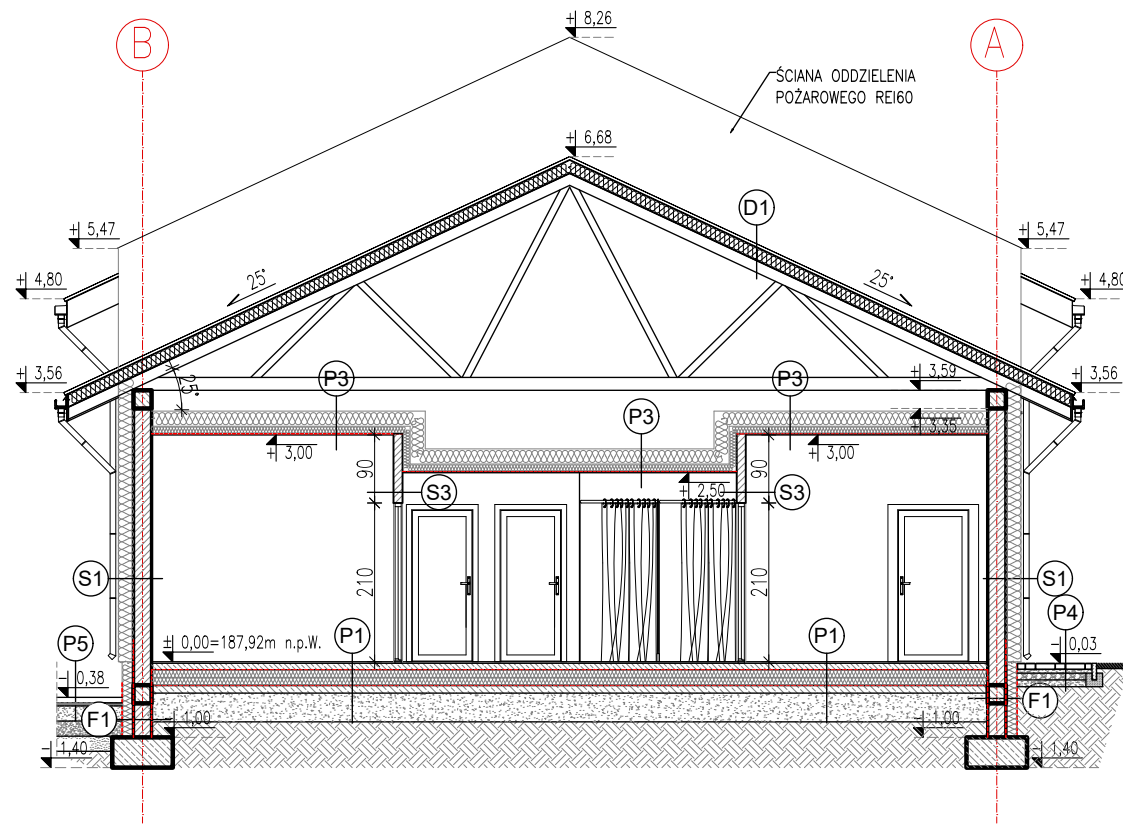 + 8,26
B
A
ŚCIANA ODDZIELENIA
POŻAROWEGO REI60
+ 6,68
D1
+ 5,47
+ 5,47
+ 4,80
25°
25°
+ 4,80
+ 3,56
25°
P3
P3
+ 3,59
+ 3,56
P3
+ 3,35
+ 3,00
90
+ 3,00
90
S3
+ 2,50
S3
S1
210
210
S1
P5
± 0,00=187,92m n.p.W.
P1
P1
P4
- 0,03
- 0,38
F1
- 1,00
- 1,00
F1
- 1,40
- 1,40